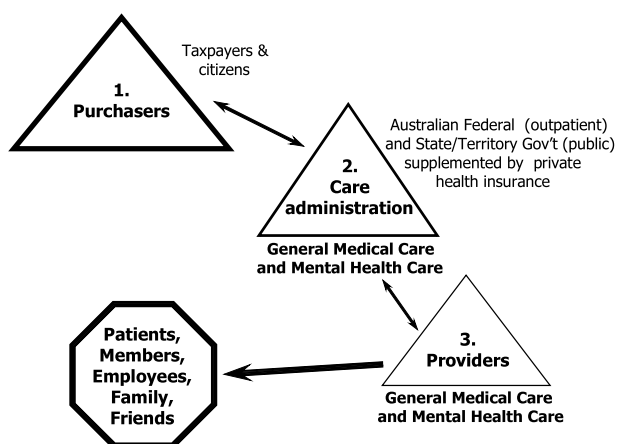 Taxpayers &
citizens
1.
Purchasers
Australian Federal (outpatient)
and State/Territory Gov't (public)
supplemented by private
health insurance
2.
Care
administration
General Medical Care
and Mental Health Care
3.
Providers
General Medical Care
and Mental Health Care
Patients,
Members,
Employees,
Family,
Friends